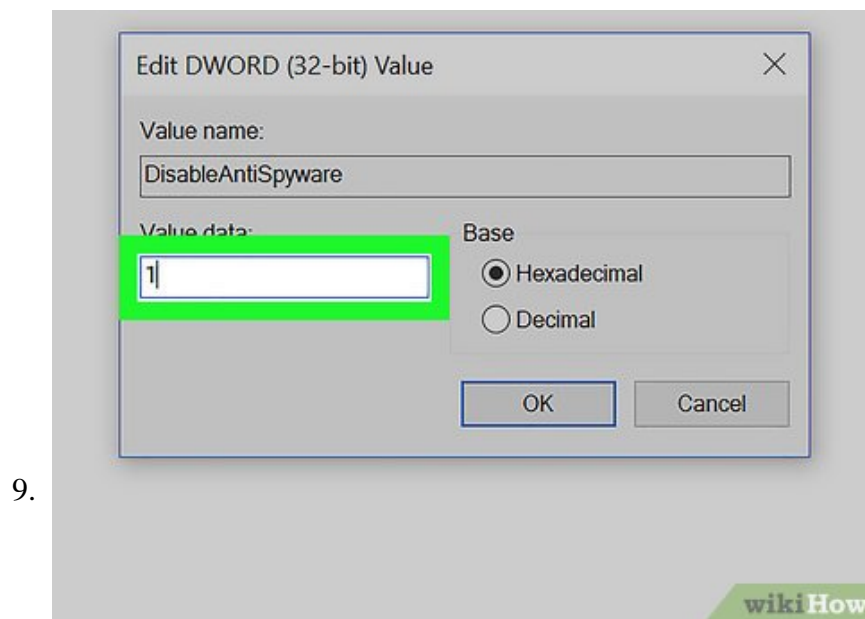 Edit DWORD (32-bit) Value
Value name:
DisableAntiSpyware
Value data:
1
Base
Hexadecimal
Decimal
OK
Cancel
9.
wikiHow